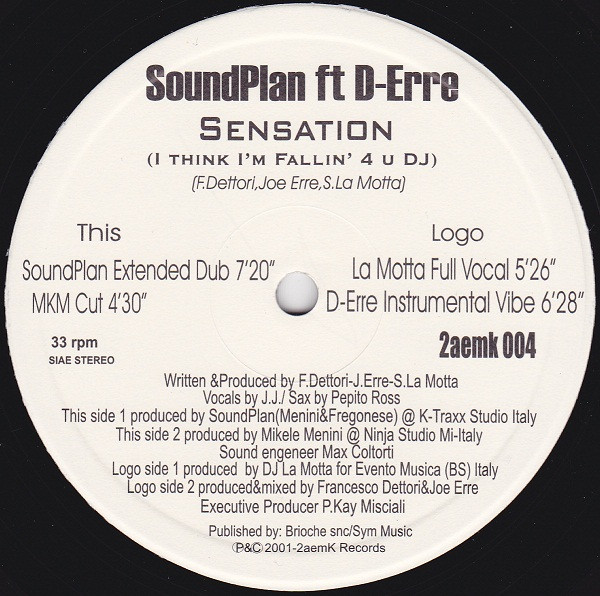 SoundPlan ft D-Erre
SENSATION
(I THINK I'M FALLIN' 4 U DJ)
(F.Dettori,Joe Erre,S.La Motta)
This
Logo
SoundPlan Extended Dub 7'20"
La Motta Full Vocal 5'26"
MKM Cut 4'30"
D-Erre Instrumental Vibe 6'28"
33 rpm
SIAE STEREO
2aemk 004
Written &Produced by F.Dettori-J.Erre-S.La Motta
Vocals by J.J./ Sax by Pepito Ross
This side 1 produced by SoundPlan(Menini&Fregonese) @ K-Traxx Studio Italy
This side 2 produced by Mikele Menini @ Ninja Studio Mi-Italy
Sound engeneer Max Coltorti
Logo side 1 produced by DJ La Motta for Evento Musica (BS) Italy
Logo side 2 produced&mixed by Francesco Dettori&Joe Erre
Executive Producer P.Kay Misciali
Published by: Brioche snc/Sym Music
℗&© 2001-2aemK Records